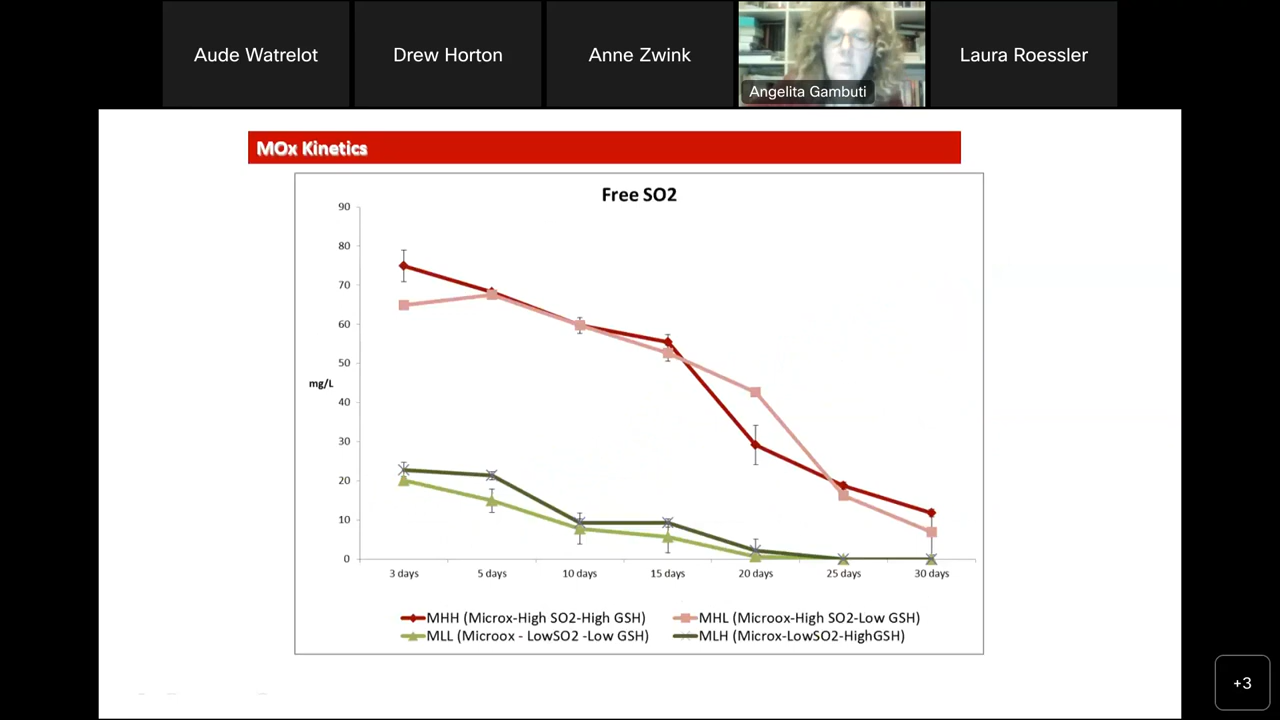 Aude Watrelot
Drew Horton
Anne Zwink
Angelita Gambuti
Laura Roessler
MOx Kinetics
Free SO2
90
80
70
60
50
mg/L
40
30
20
10
0
3 days
5 days
10 days
15 days
20 days
25 days
30 days
MHH (Microx-High SO2-High GSH)
MHL (Microox-High SO2-Low GSH)
MLL (Microox - LowSO2 -Low GSH)
MLH (Microx-LowSO2-HighGSH)
+3